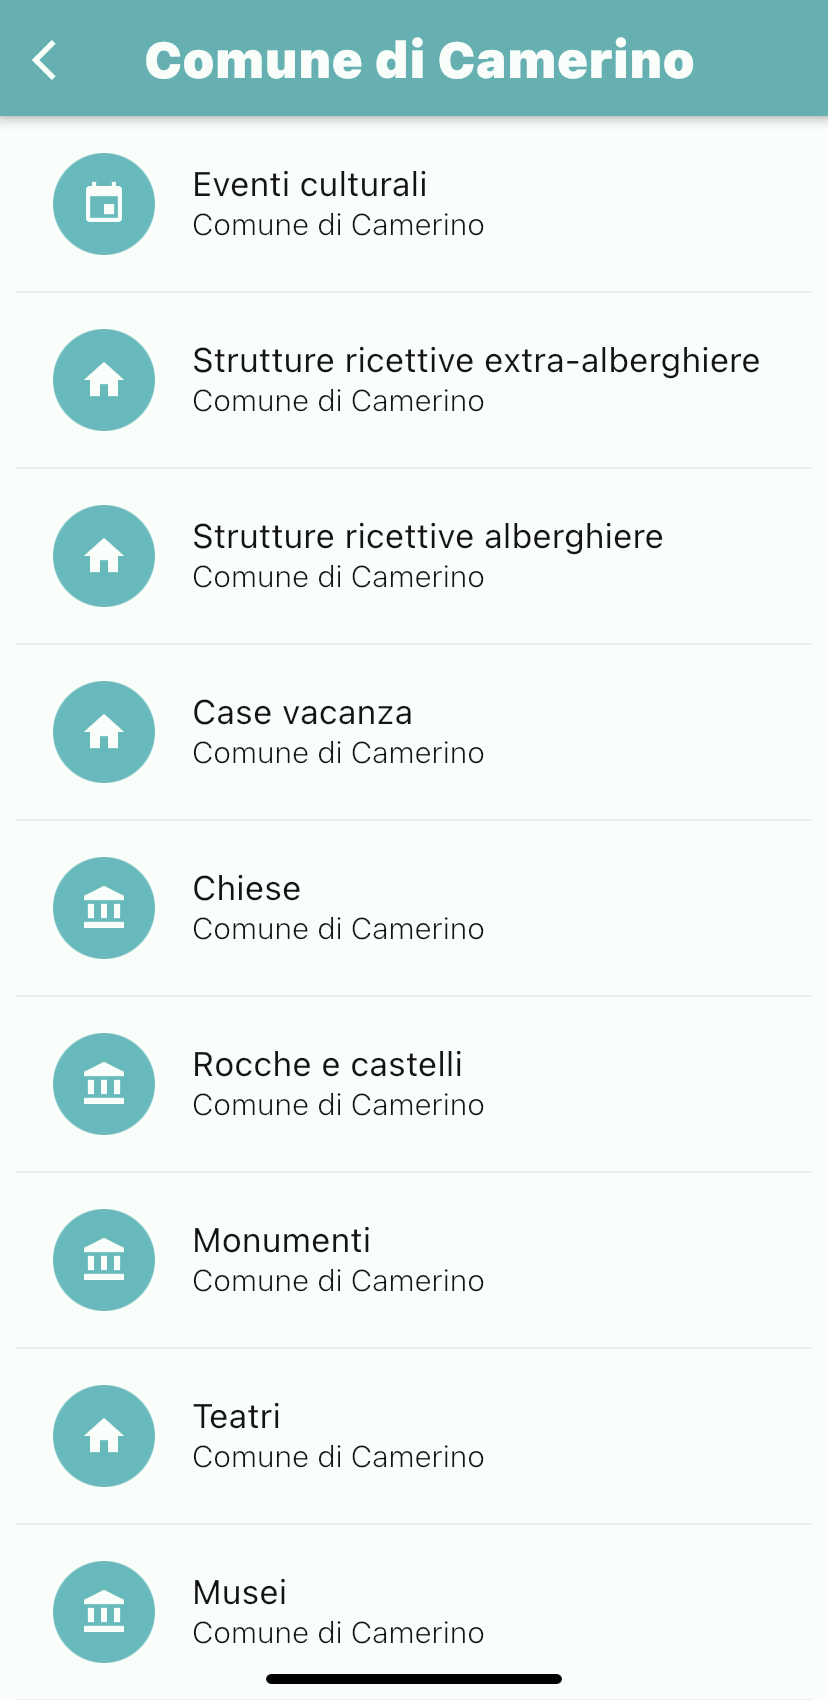 Comune di Camerino
Eventi culturali
Comune di Camerino
Strutture ricettive extra-alberghiere
Comune di Camerino
Strutture ricettive alberghiere
Comune di Camerino
Case vacanza
Comune di Camerino
Chiese
Comune di Camerino
Rocche e castelli
Comune di Camerino
Monumenti
Comune di Camerino
Teatri
Comune di Camerino
Musei
Comune di Camerino